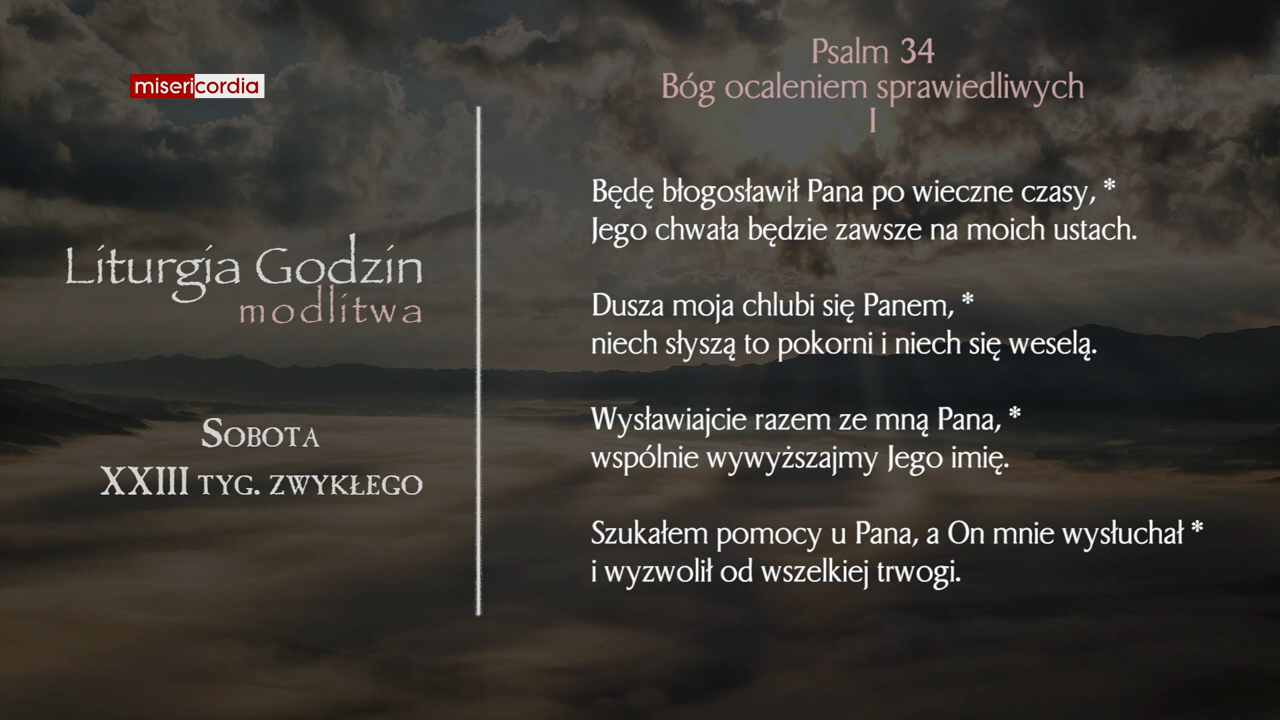 misericordia
Liturgia Godzin
modlitwa
Sobota
XXIII tyg. zwykłego
Psalm 34
Bóg ocaleniem sprawiedliwych
I
Będę błogosławił Pana po wieczne czasy, *
Jego chwała będzie zawsze na moich ustach.
Dusza moja chlubi się Panem, *
niech słyszą to pokorni i niech się weselą.
Wysławiajcie razem ze mną Pana, *
wspólnie wywyższajmy Jego imię.
Szukałem pomocy u Pana, a On mnie wysłuchał *
i wyzwolił od wszelkiej trwogi.